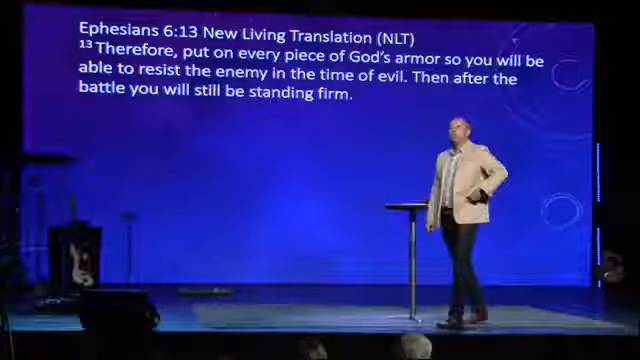 Ephesians 6:13 New Living Translation (NLT)
13 Therefore, put on every piece of God's armor so you will be
able to resist the enemy in the time of evil. Then after the
battle you will still be standing firm.